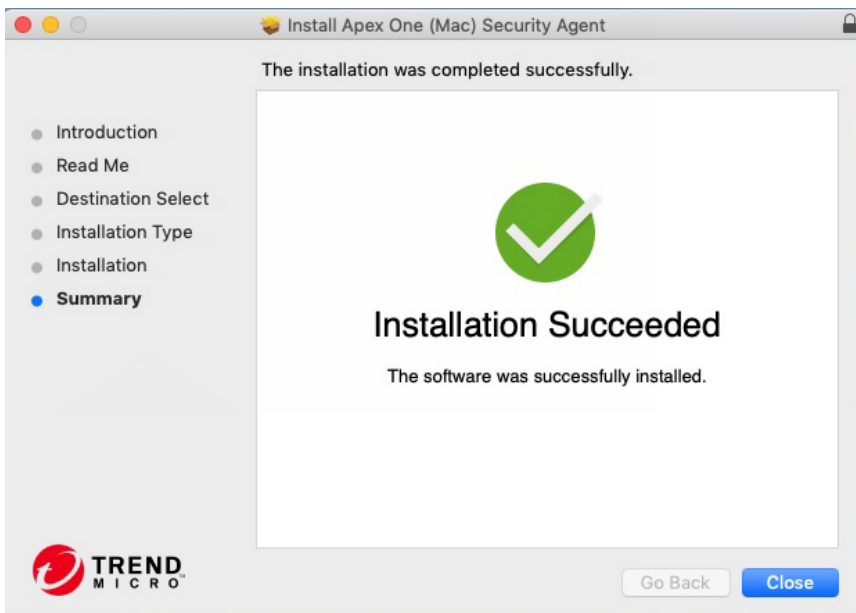 Install Apex One (Mac) Security Agent
The installation was completed successfully.
Introduction
Read Me
Destination Select
Installation Type
Installation
Summary
Installation Succeeded
The software was successfully installed.
TREND
MICRO™
Go Back
Close